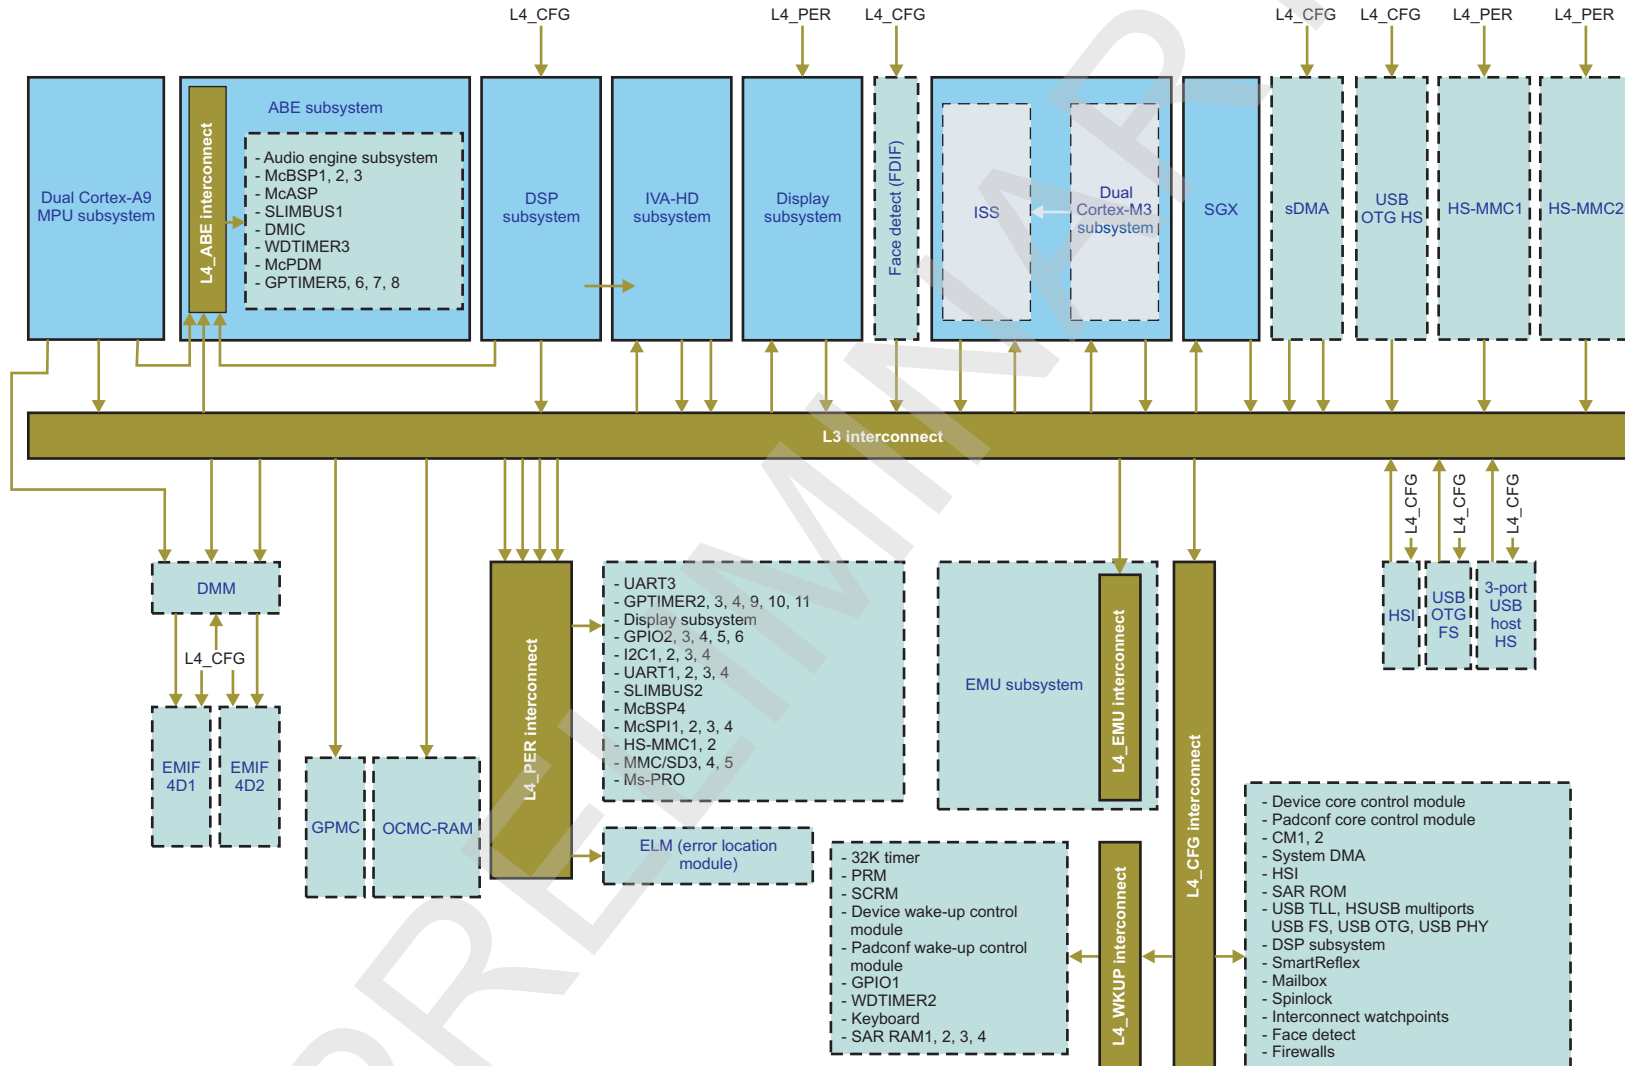 L4_CFG
L4_PER
L4_CFG
L4_CFG
L4_CFG
L4_PER
L4_PER
Dual Cortex-A9
MPU subsystem
ABE subsystem
L4_ABE interconnect
- Audio engine subsystem
- McBSP1, 2, 3
- McASP
- SLIMBUS1
- DMIC
- WDTIMER3
- McPDM
- GPTIMER5, 6, 7, 8
DSP
subsystem
IVA-HD
subsystem
Display
subsystem
Face detect (FDIF)
ISS
Dual
Cortex-M3
subsystem
SGX
sDMA
USB
OTG HS
HS-MMC1
HS-MMC2
L3 interconnect
L4_CFG
L4_CFG
L4_CFG
DMM
L4_CFG
EMIF
4D1
EMIF
4D2
GPMC
OCMC-RAM
L4_PER interconnect
- UART3
- GPTIMER2, 3, 4, 9, 10, 11
- Display subsystem
- GPIO2, 3, 4, 5, 6
- I2C1, 2, 3, 4
- UART1, 2, 3, 4
- SLIMBUS2
- McBSP4
- McSPI1, 2, 3, 4
- HS-MMC1, 2
- MMC/SD3, 4, 5
- Ms-PRO
ELM (error location
module)
EMU subsystem
L4_EMU interconnect
L4_CFG interconnect
HSI
USB
OTG
FS
3-port
USB
host
HS
- 32K timer
- PRM
- SCRM
- Device wake-up control
module
- Padconf wake-up control
module
- GPIO1
- WDTIMER2
- Keyboard
- SAR RAM1, 2, 3, 4
L4_WKUP interconnect
- Device core control module
- Padconf core control module
- CM1, 2
- System DMA
- HSI
- SAR ROM
- USB TLL, HSUSB multiports
USB FS, USB OTG, USB PHY
- DSP subsystem
- SmartReflex
- Mailbox
- Spinlock
- Interconnect watchpoints
- Face detect
- Firewalls
PRELIMINAR